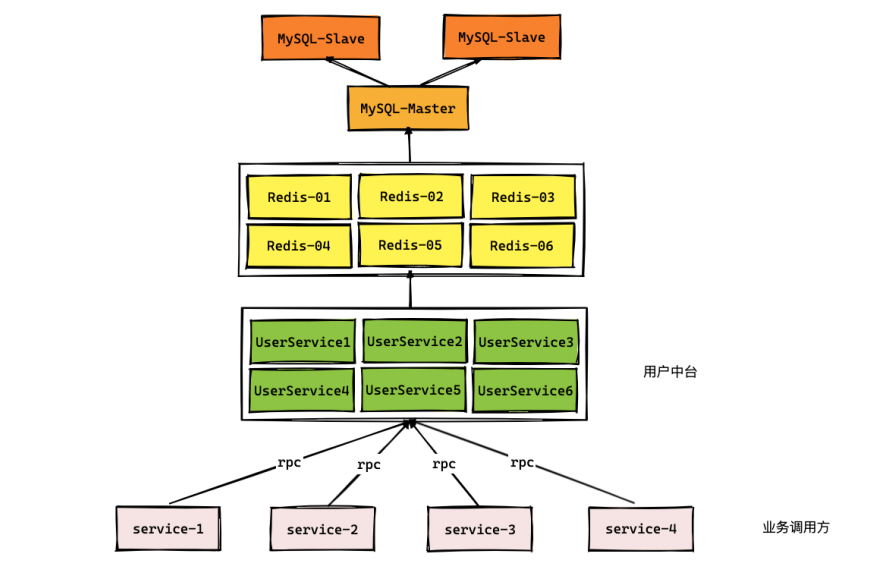 MySQL-Slave
MySQL-Slave
MySQL-Master
Redis-01
Redis-02
Redis-03
Redis-04
Redis-05
Redis-06
UserService1
UserService2
UserService3
用户中台
UserService4
UserService5
UserService6
rpc
rpc
rpc
rpc
service-1
service-2
service-3
service-4
业务调用方